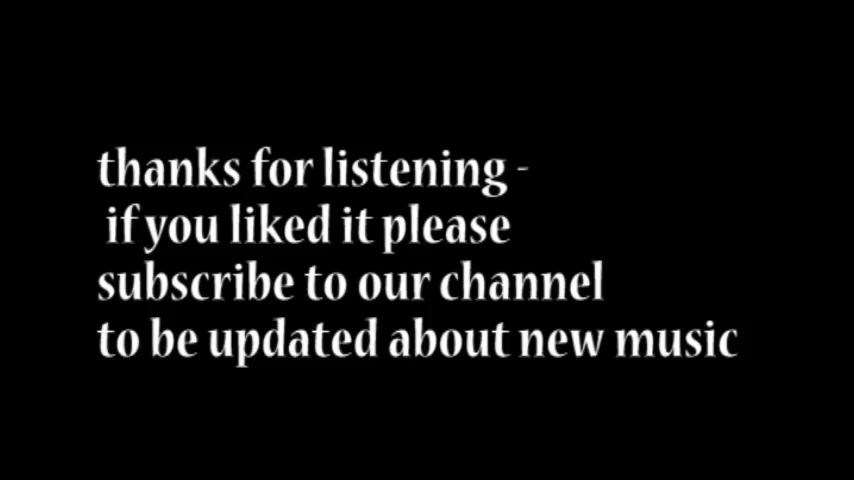 thanks for listening -
if you liked it please
subscribe to our channel
to be updated about new music